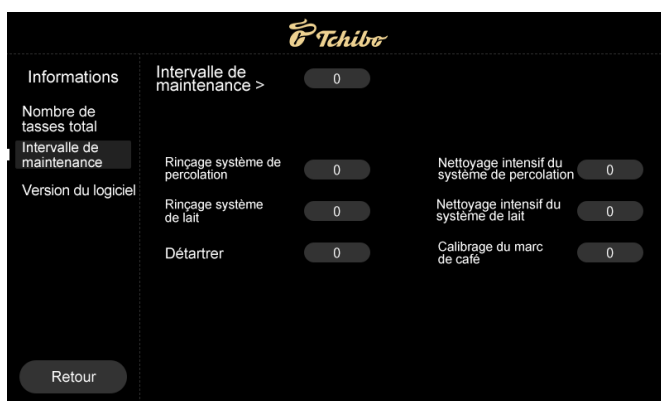 Tchibo
Informations
Nombre de
tasses total
Intervalle de
maintenance
Version du logiciel
Retour
Intervalle de
maintenance >
0
Rinçage système de
percolation
0
Nettoyage intensif du
système de percolation
0
Rinçage système
de lait
0
Nettoyage intensif du
système de lait
0
Détartrer
0
Calibrage du marc
de café
0